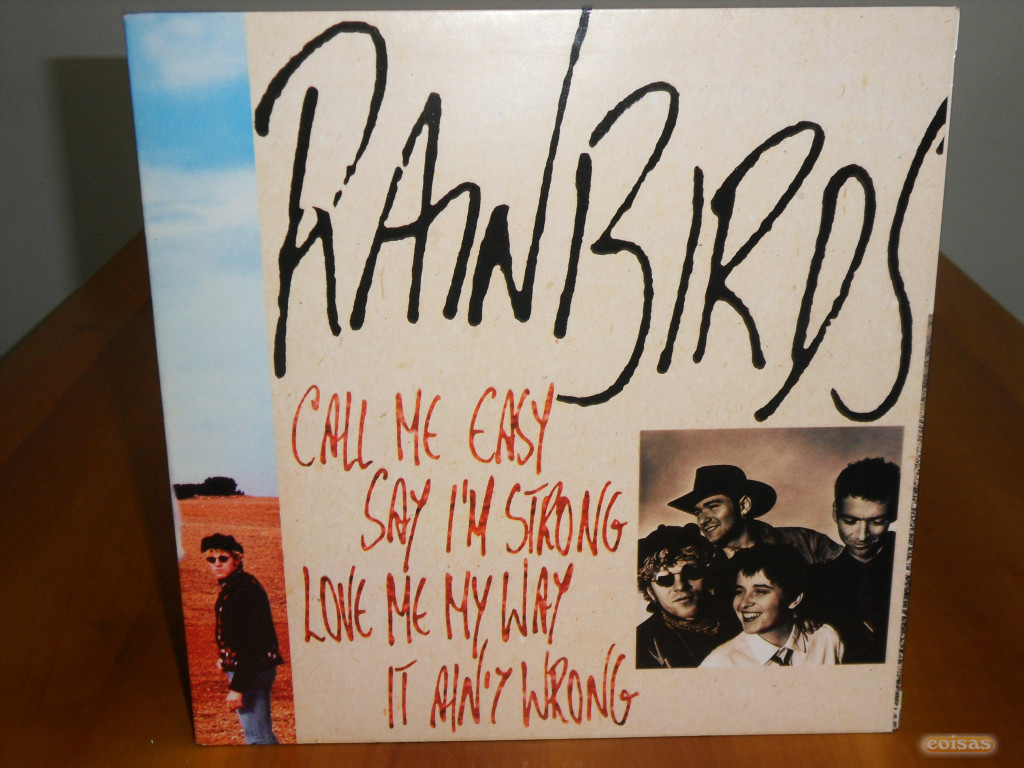 RAINBIRDS
CALL ME EASY
SAY I'M STRONG
LOVE ME MY WAY
IT AIN'T WRONG
coisas